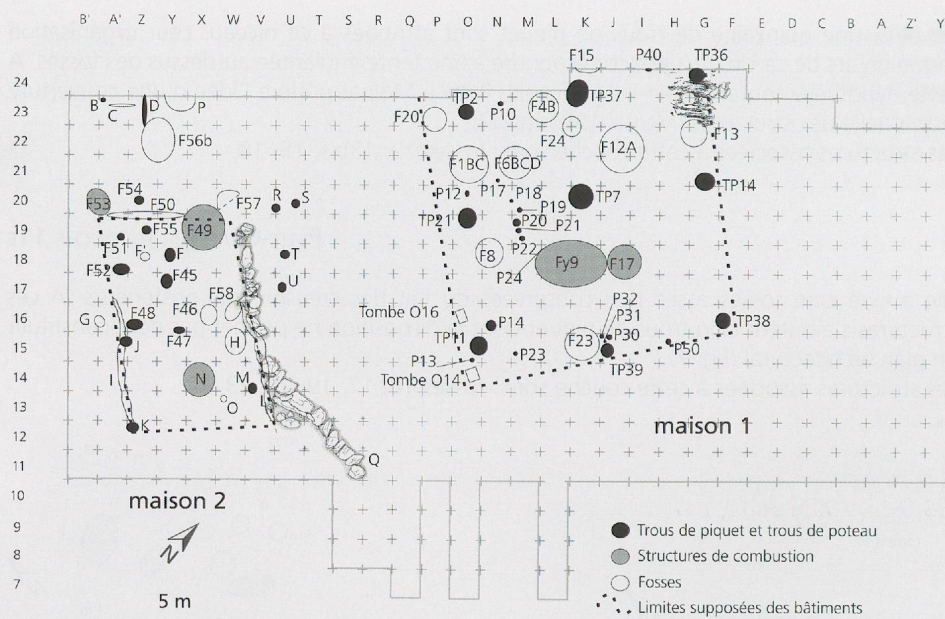 B' A' Z Y X W V U T S R Q P O N M L K J I H G F E D C B A Z' Y
F15 P40 TP36
24
B C D P
TP2 P10 F4B TP37
23
F20 F24 F13
22
F56b F12A
F1BC F6BCD
21
F54 R S P12 P17 P18 TP7 TP14
F53 F50 F57
20
P19
F55 F49 TP21 P20 P21
19
F51 F' F T P22
18
F52 F45 U F8 P24 Fy9 F17
17
F58 P32
G F48 F46 Tombe O16 P31
16
J F47 H P14 F23 P30 TP38
TP11
15
P13 P23 TP39 P50
I N M Tombe O14
14
O L
13
K maison 1
12
Q
11
10
maison 2
9
N Trous de piquet et trous de poteau
8
Structures de combustion
7
Fosses
5 m
Limites supposées des bâtiments